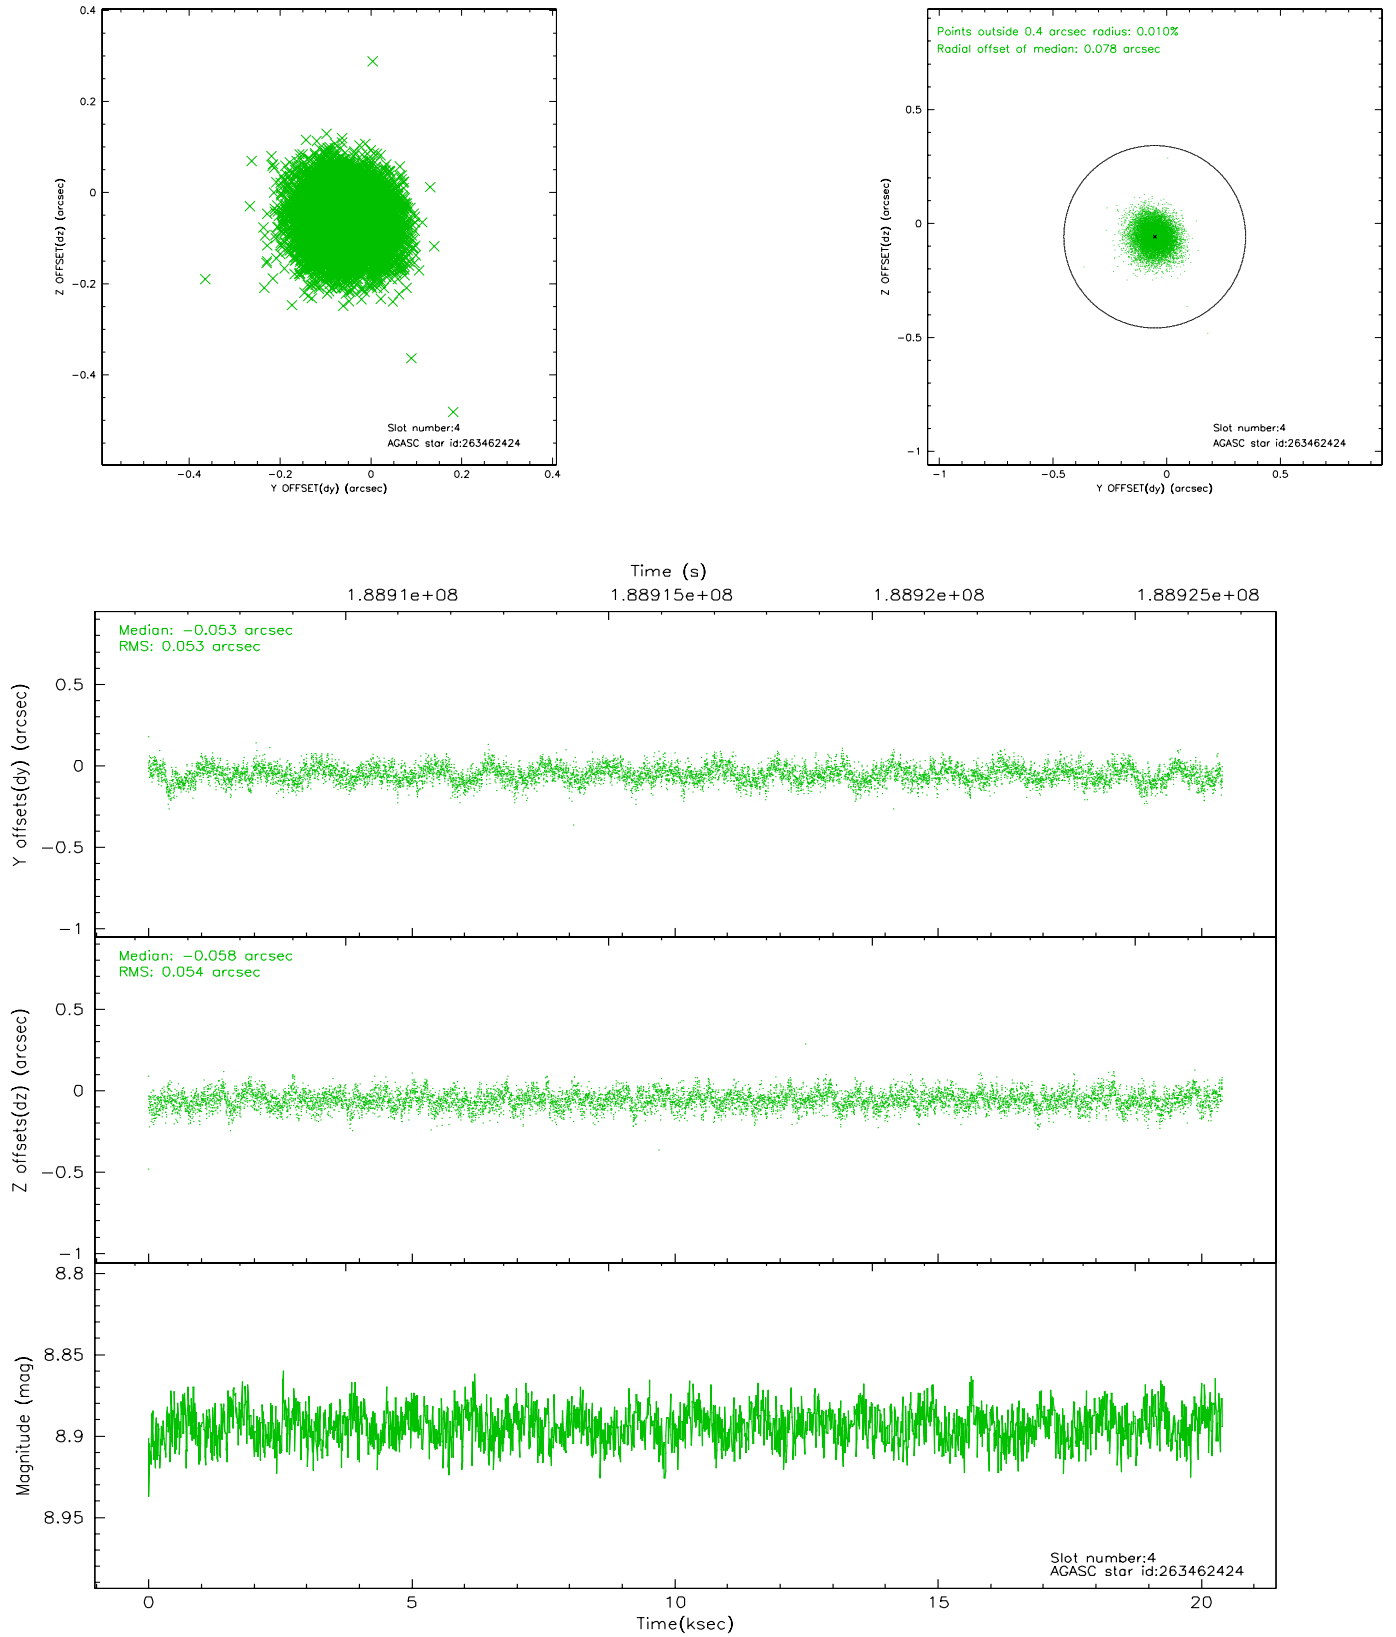 0.4
0.2
0
-0.2
-0.4
Z OFFSET(dz) (arcsec)
Slot number:4
AGASC star id:263462424
-0.4 -0.2 0 0.2 0.4
Y OFFSET(dy) (arcsec)
Points outside 0.4 arcsec radius: 0.010%
Radial offset of median: 0.078 arcsec
0.5
0
-0.5
-1
Z OFFSET(dz) (arcsec)
Slot number:4
AGASC star id:263462424
-1 -0.5 0 0.5
Y OFFSET(dy) (arcsec)
Time (s)
1.8891e+08 1.88915e+08 1.8892e+08 1.88925e+08
Median: -0.053 arcsec
RMS: 0.053 arcsec
0.5
0
-0.5
-1
Y offsets(dy) (arcsec)
Median: -0.058 arcsec
RMS: 0.054 arcsec
0.5
0
-0.5
-1
Z offsets(dz) (arcsec)
8.8
8.85
8.9
8.95
Magnitude (mag)
Slot number:4
AGASC star id:263462424
0 5 10 15 20
Time(ksec)